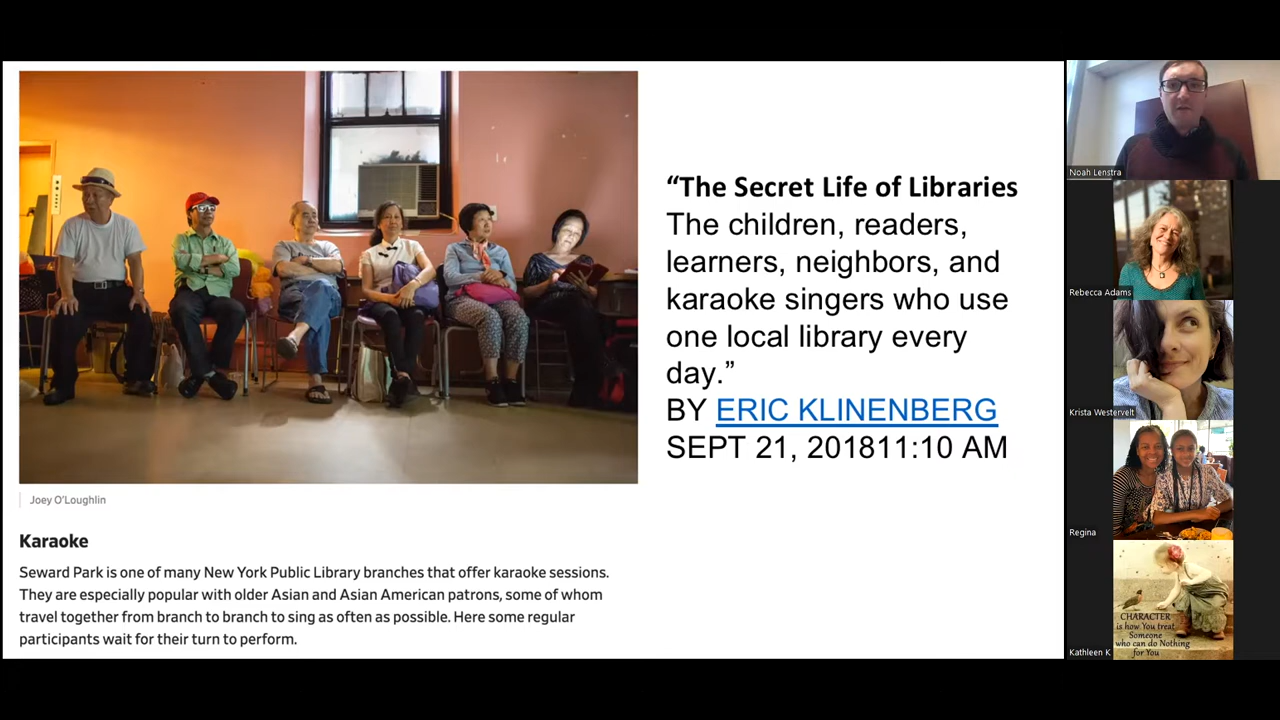 “The Secret Life of Libraries
The children, readers,
learners, neighbors, and
karaoke singers who use
one local library every
day.”
BY ERIC KLINENBERG
SEPT 21, 201811:10 AM
Joey O'Loughlin
Karaoke
Seward Park is one of many New York Public Library branches that offer karaoke sessions.
They are especially popular with older Asian and Asian American patrons, some of whom
travel together from branch to branch to sing as often as possible. Here some regular
participants wait for their turn to perform.
Noah Lenstra
Rebecca Adams
Krista Westervelt
Regina
CHARACTER
is how You treat
Someone
who can do Nothing
for You
Kathleen K